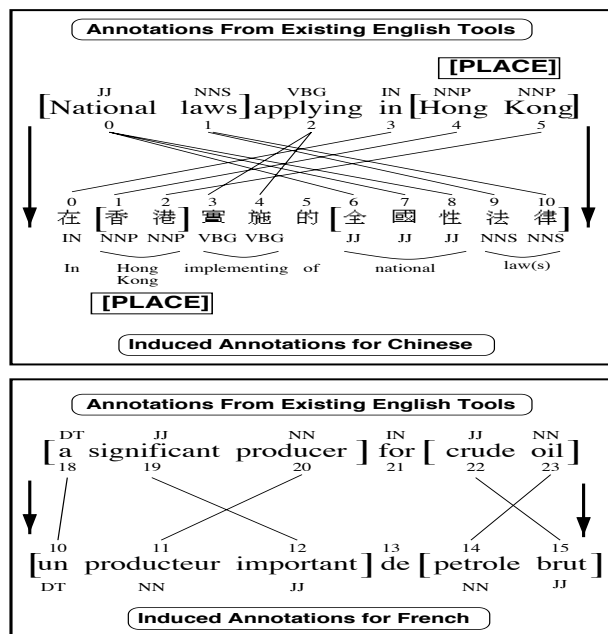 Annotations From Existing English Tools
[PLACE]
JJ NNS VBG IN NNP NNP
[National laws] applying in [Hong Kong]
0 1 2 3 4 5
0 1 2 3 4 5 6 7 8 9 10
在 [香 港] 實 施 的 [全 國 性 法 律]
IN NNP NNP VBG VBG JJ JJ JJ NNS NNS
In Hong Kong implementing of national law(s)
[PLACE]
Induced Annotations for Chinese
Annotations From Existing English Tools
DT JJ NN IN JJ NN
[a significant producer] for [crude oil]
18 19 20 21 22 23
10 11 12 13 14 15
[un producteur important] de [petrole brut]
DT NN JJ NN JJ
Induced Annotations for French